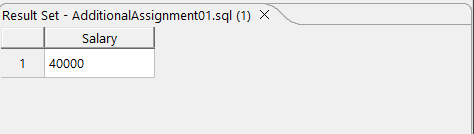 Result Set - AdditionalAssignment01.sql (1)
Salary
1 40000